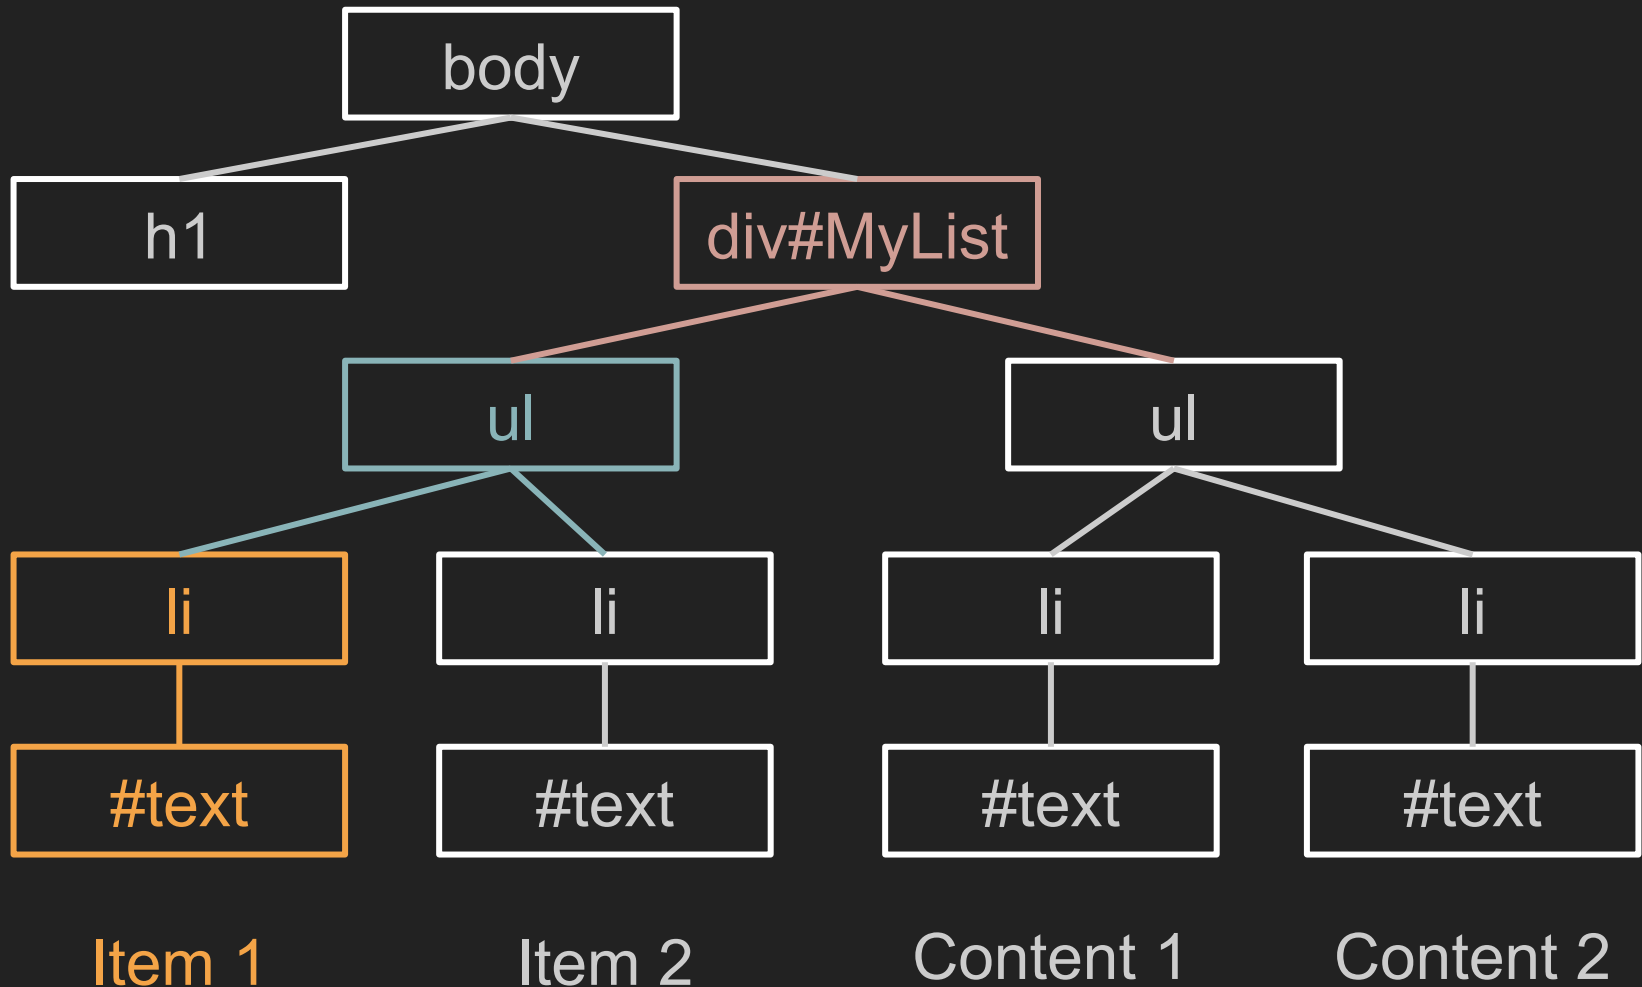 body
h1
div#MyList
ul
ul
li
li
li
li
#text
#text
#text
#text
Item 1
Item 2
Content 1
Content 2